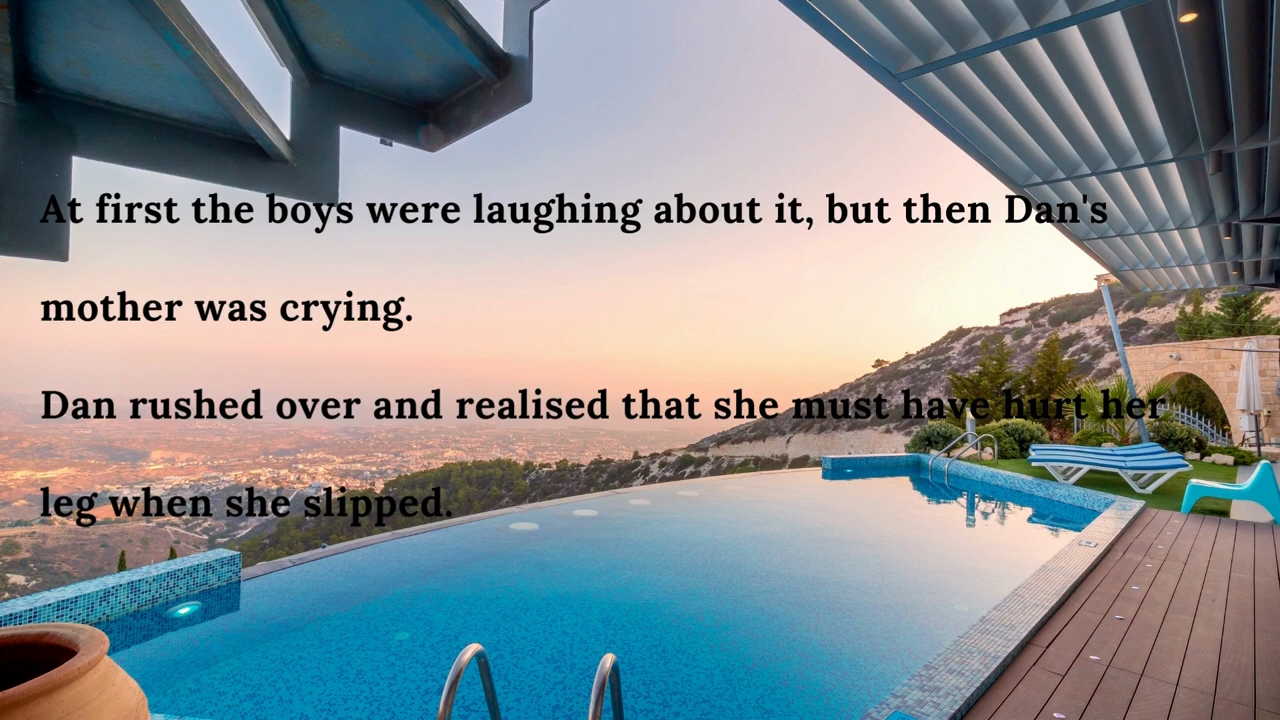 At first the boys were laughing about it, but then Dan's
mother was crying.
Dan rushed over and realised that she must have hurt her
leg when she slipped.